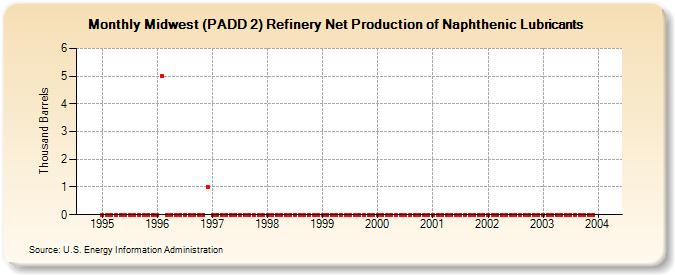 Monthly Midwest (PADD 2) Refinery Net Production of Naphthenic Lubricants
Thousand Barrels
6
5
4
3
2
1
0
1995 1996 1997 1998 1999 2000 2001 2002 2003 2004
Source: U.S. Energy Information Administration